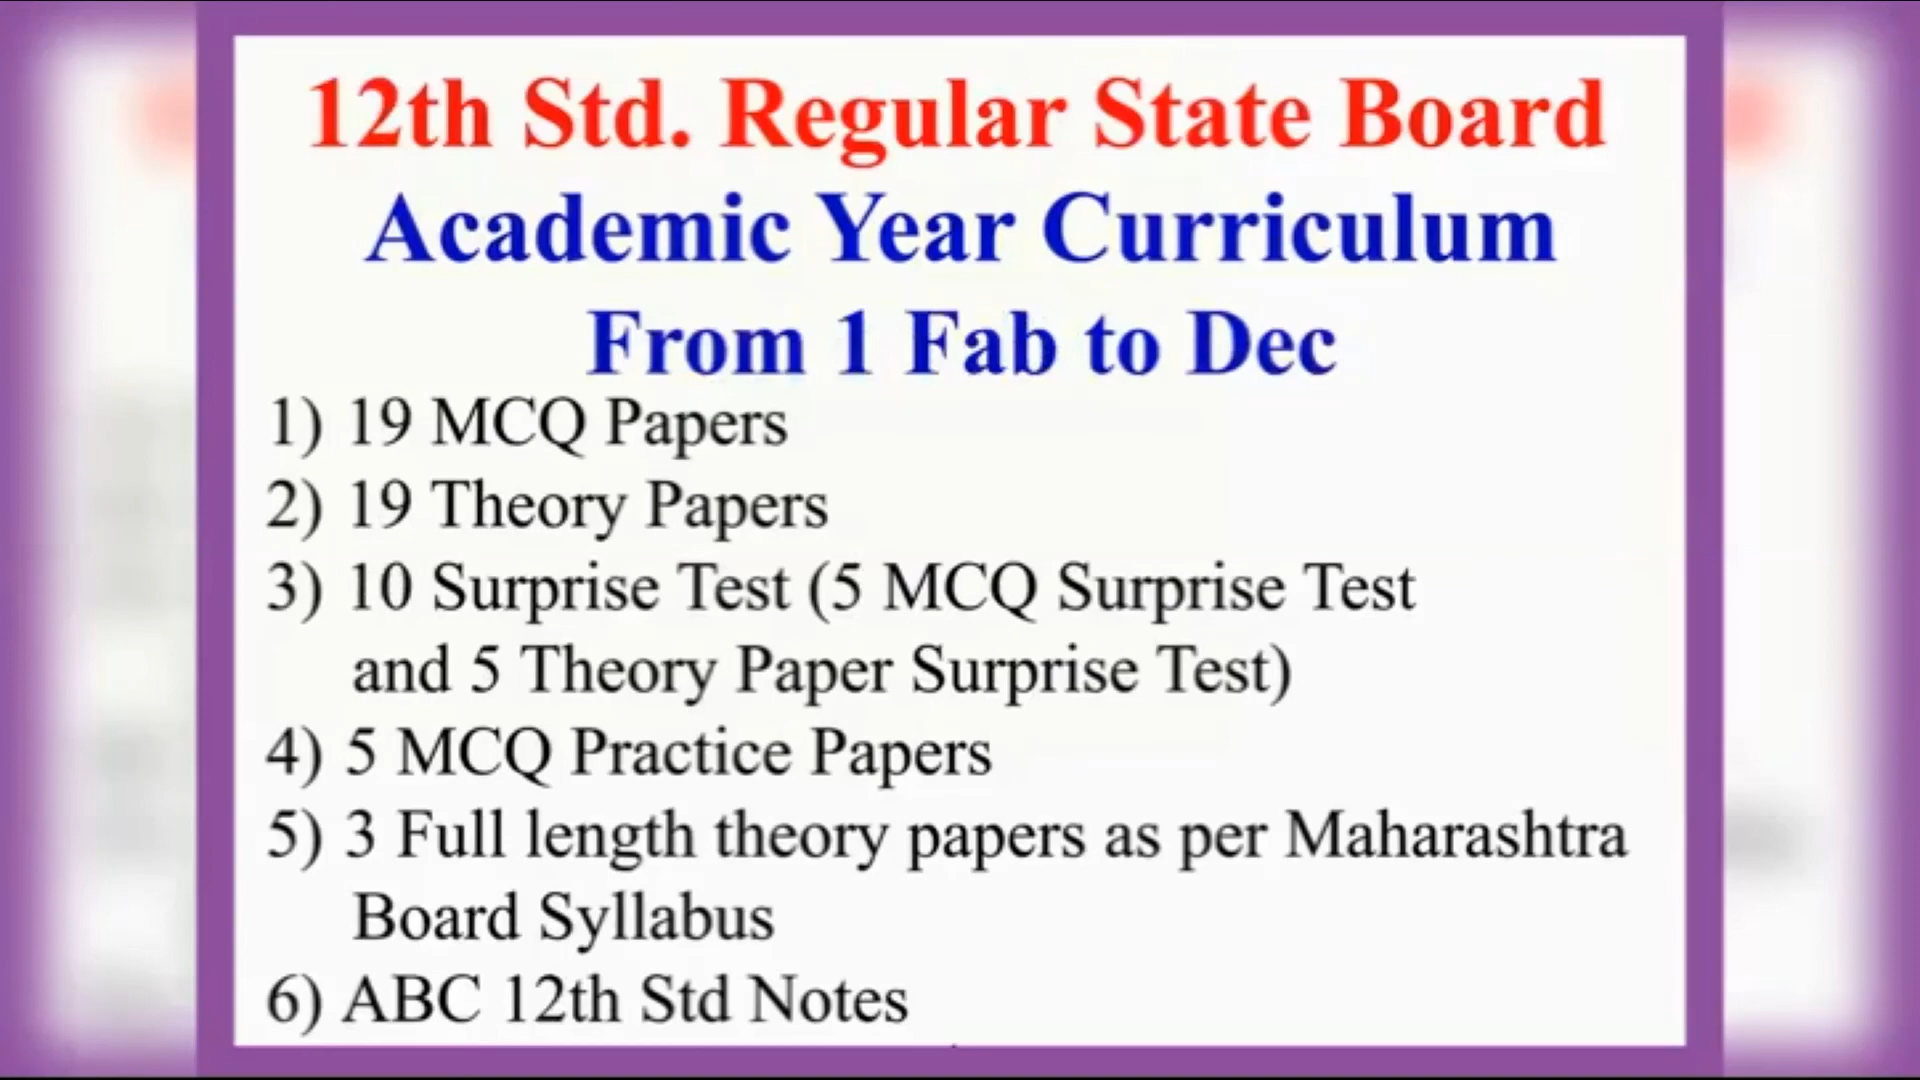 12th Std. Regular State Board
Academic Year Curriculum
From 1 Fab to Dec
1) 19 MCQ Papers
2) 19 Theory Papers
3) 10 Surprise Test (5 MCQ Surprise Test
and 5 Theory Paper Surprise Test)
4) 5 MCQ Practice Papers
5) 3 Full length theory papers as per Maharashtra
Board Syllabus
6) ABC 12th Std Notes